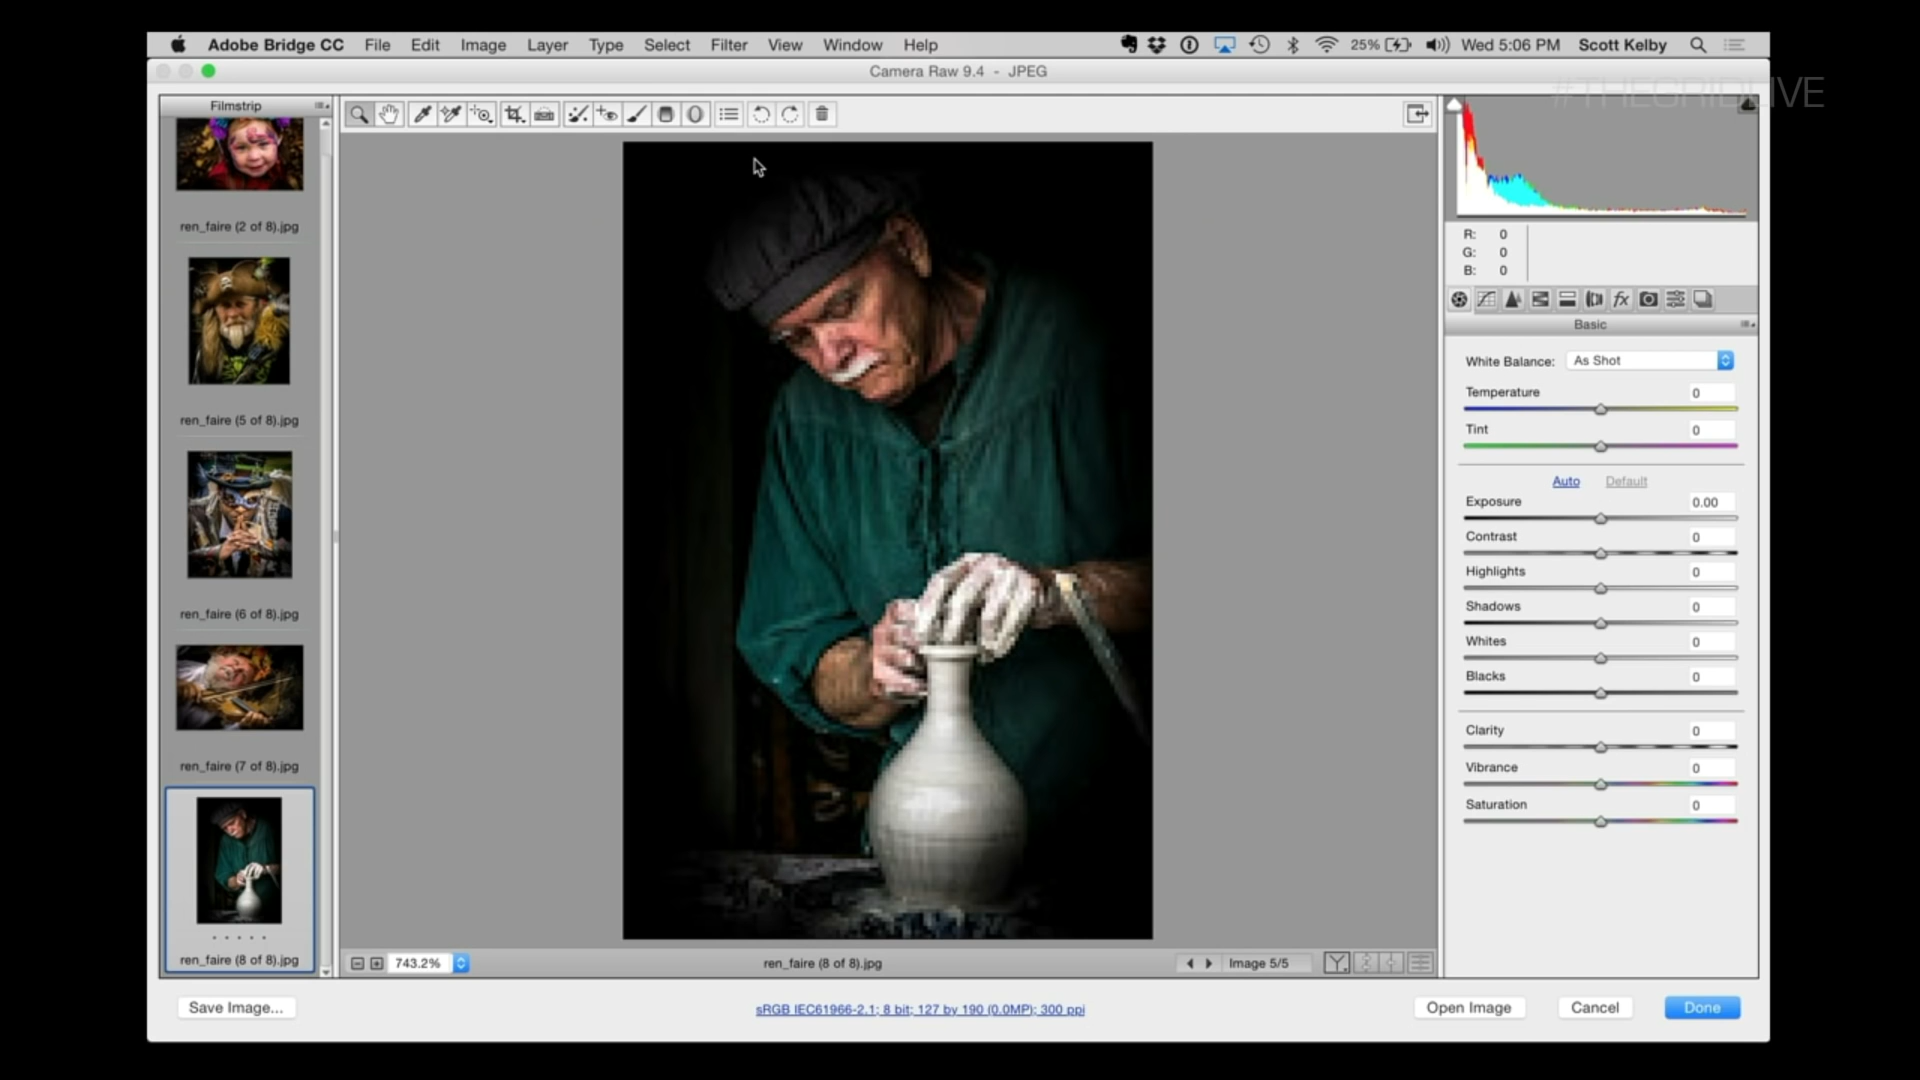 Adobe Bridge CC File Edit Image Layer Type Select Filter View Window Help 25% Wed 5:06 PM Scott Kelby
Camera Raw 9.4 - JPEG
#THEGRIDLIVE
Filmstrip
ren_faire (2 of 8).jpg
ren_faire (5 of 8).jpg
ren_faire (6 of 8).jpg
ren_faire (7 of 8).jpg
ren_faire (8 of 8).jpg
743.2%
ren_faire (8 of 8).jpg
Image 5/5
R: 0
G: 0
B: 0
fx
Basic
White Balance: As Shot
Temperature 0
Tint 0
Auto Default
Exposure 0.00
Contrast 0
Highlights 0
Shadows 0
Whites 0
Blacks 0
Clarity 0
Vibrance 0
Saturation 0
Save Image...
sRGB IEC61966-2.1; 8 bit; 127 by 190 (0.0MP); 300 ppi
Open Image
Cancel
Done